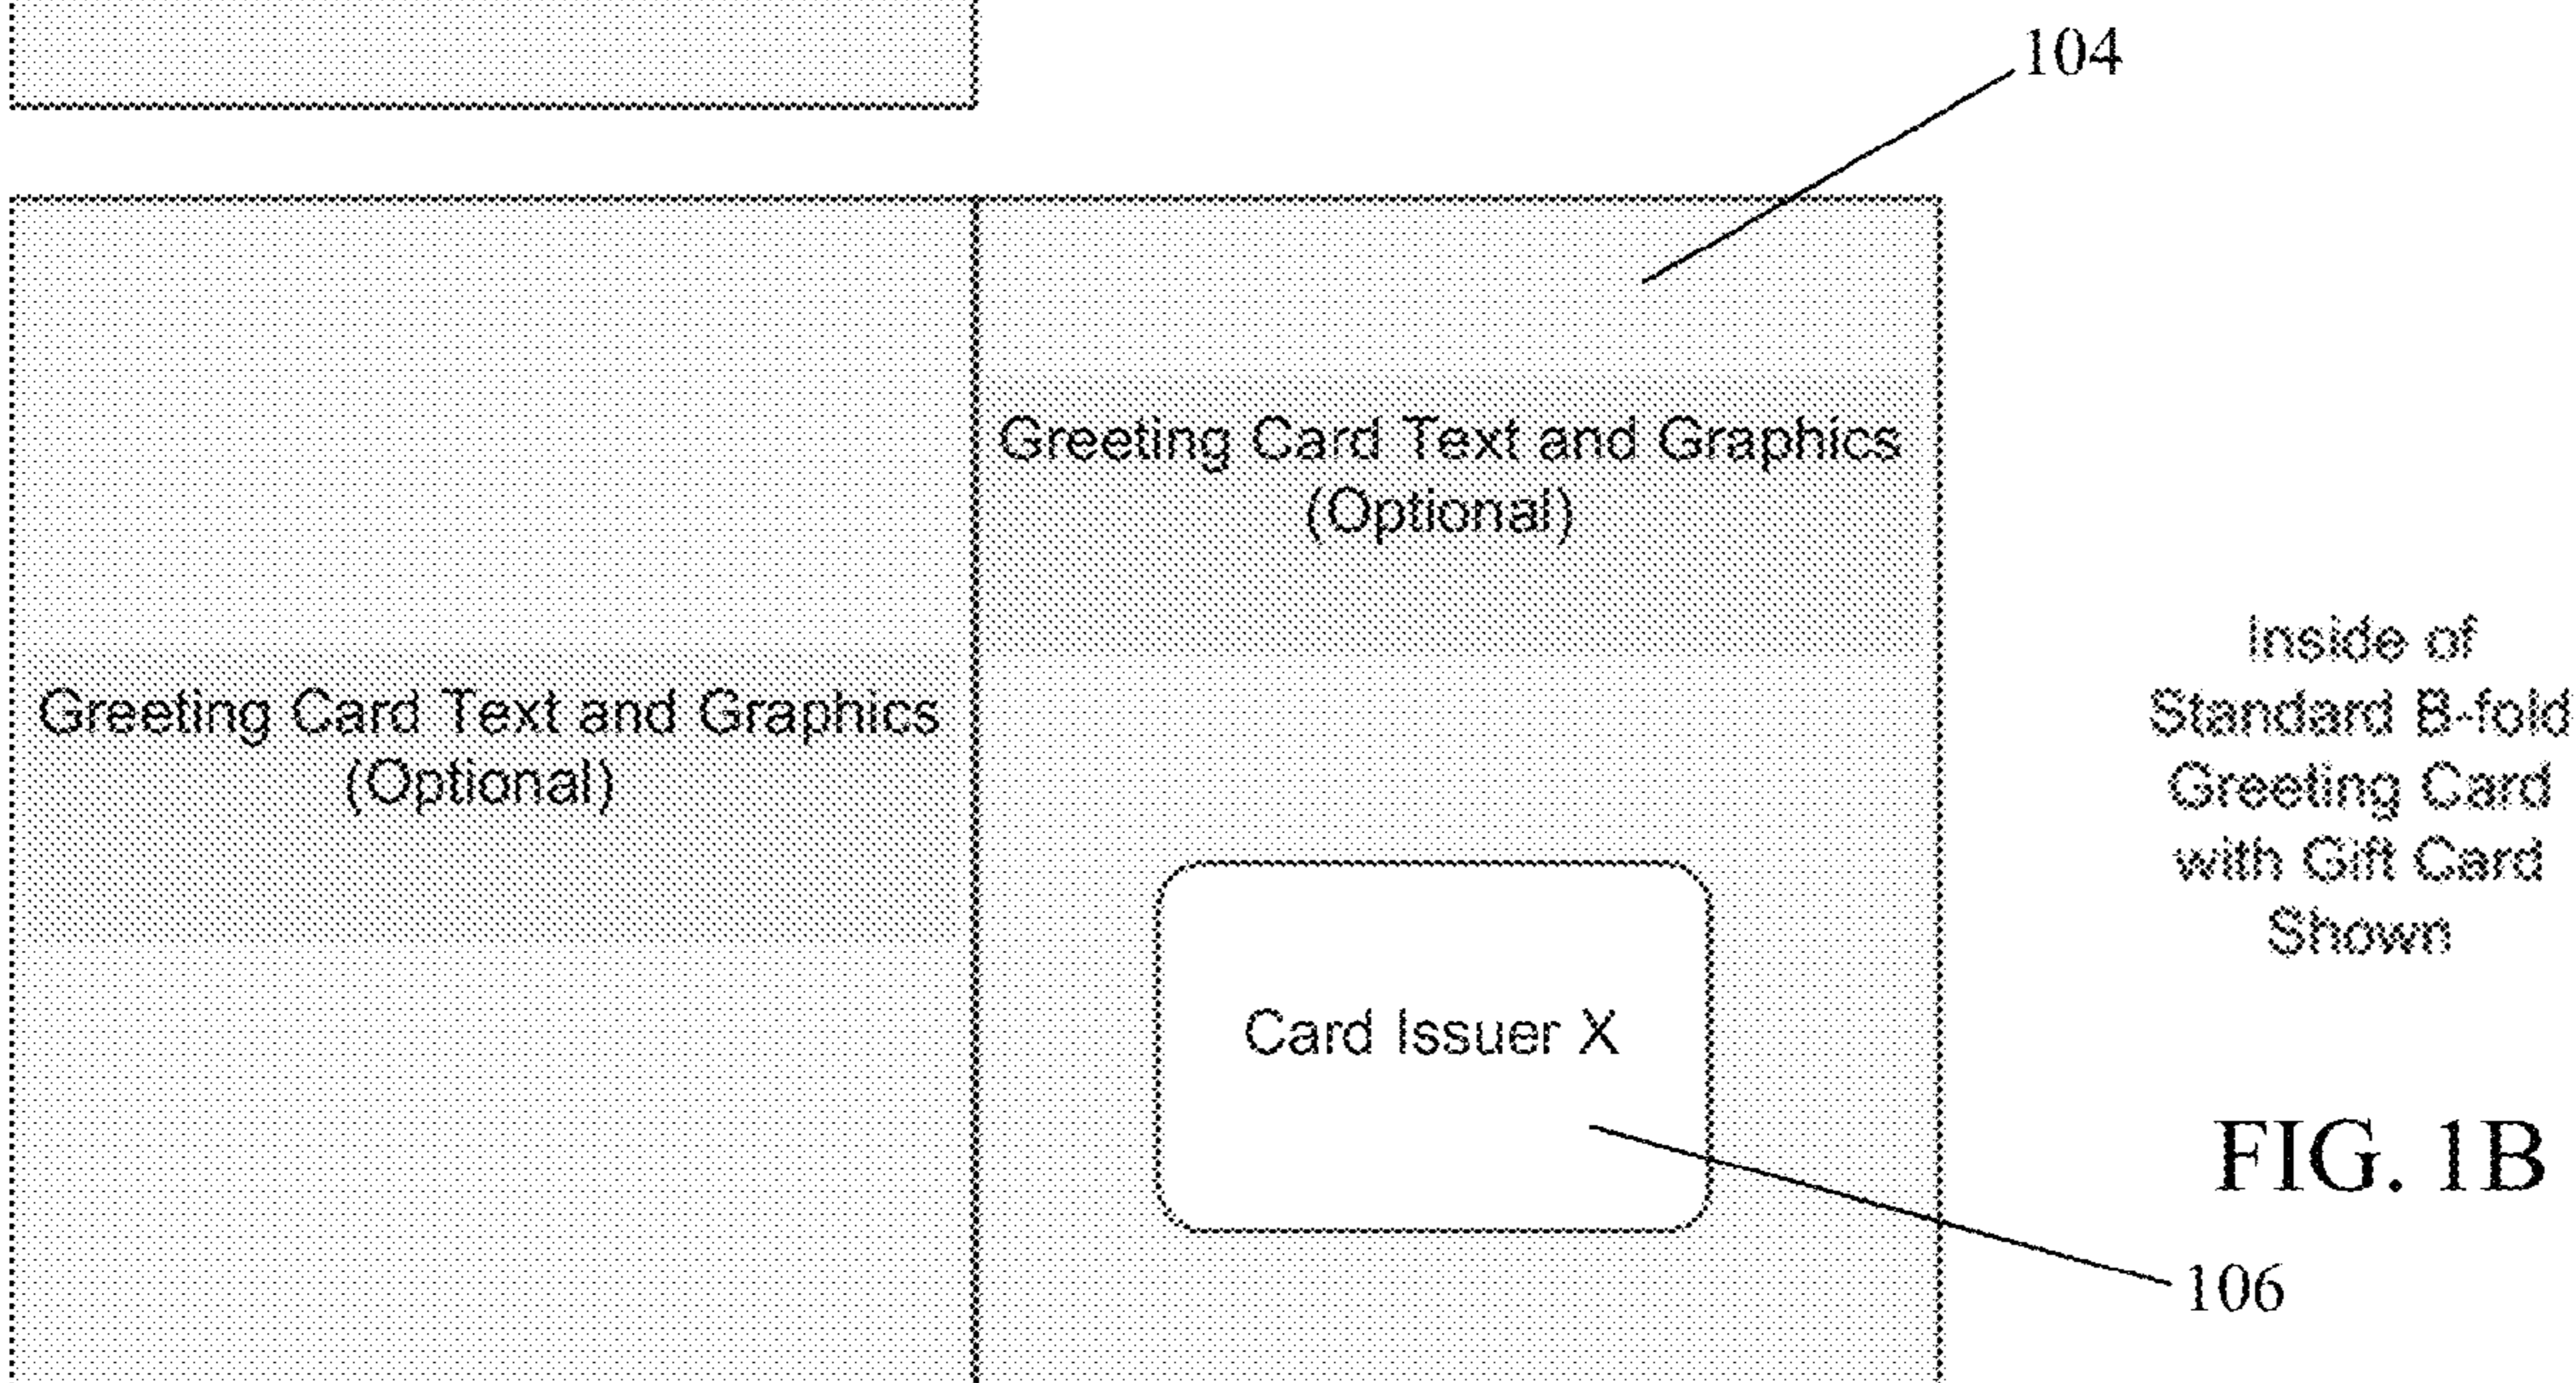 104
Greeting Card Text and Graphics
(Optional)
Greeting Card Text and Graphics
(Optional)
Card Issuer X
Inside of
Standard B-fold
Greeting Card
with Gift Card
Shown
FIG. 1B
106